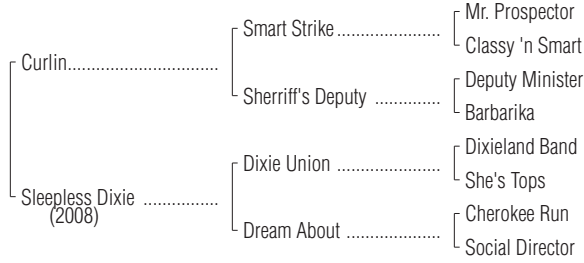 Mr. Prospector
Smart Strike
Classy 'n Smart
Curlin
Deputy Minister
Sherriff's Deputy
Barbarika
Dixieland Band
Dixie Union
She's Tops
Sleepless Dixie
(2008)
Cherokee Run
Dream About
Social Director